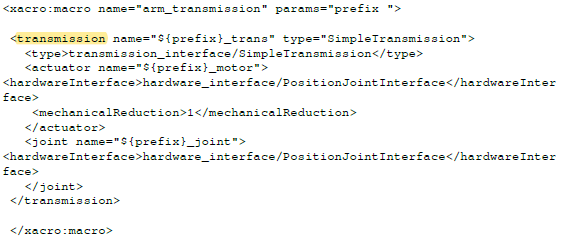 <xacro:macro name="arm_transmission" params="prefix ">
<transmission name="${prefix}_trans" type="SimpleTransmission">
<type>transmission_interface/SimpleTransmission</type>
<actuator name="${prefix}_motor">
<hardwareInterface>hardware_interface/PositionJointInterface</hardwareInter
face>
<mechanicalReduction>1</mechanicalReduction>
</actuator>
<joint name="${prefix}_joint">
<hardwareInterface>hardware_interface/PositionJointInterface</hardwareInter
face>
</joint>
</transmission>
</xacro:macro>